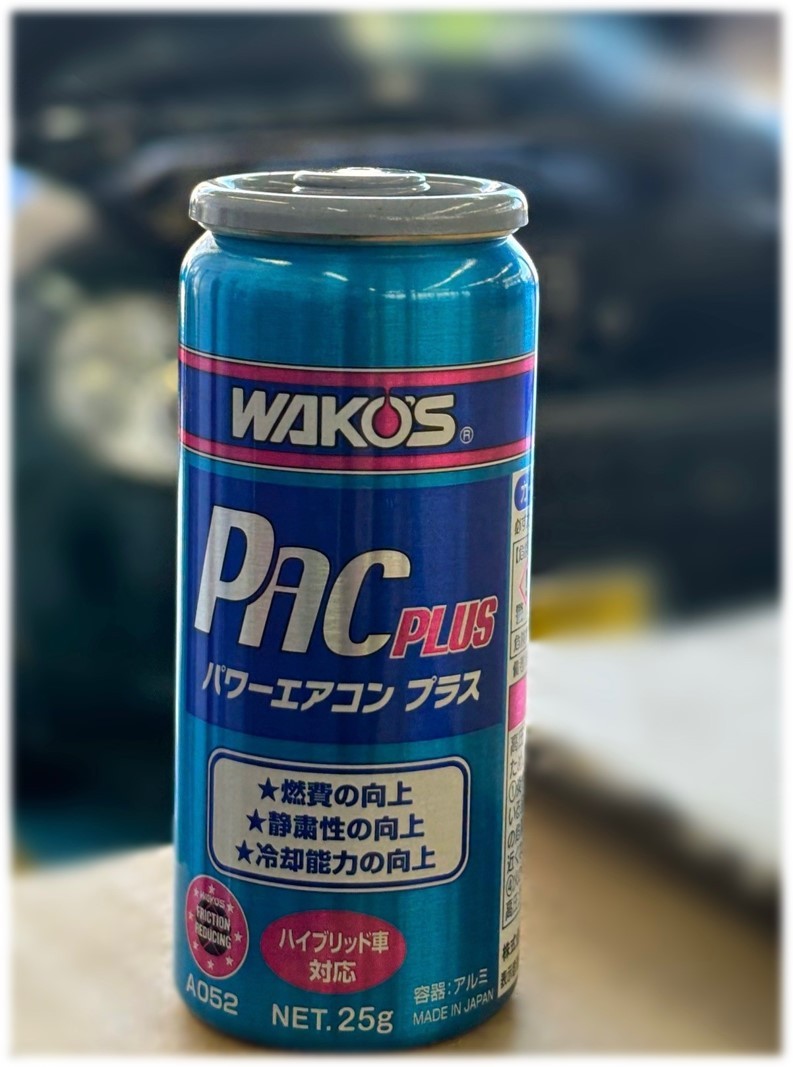 WAKO'S®
PAC PLUS
パワーエアコン プラス
★燃費の向上
★静粛性の向上
★冷却能力の向上
WAKO'S
FRICTION
REDUCING
ハイブリッド車
対応
A052
NET. 25g
容器:アルミ
MADE IN JAPAN